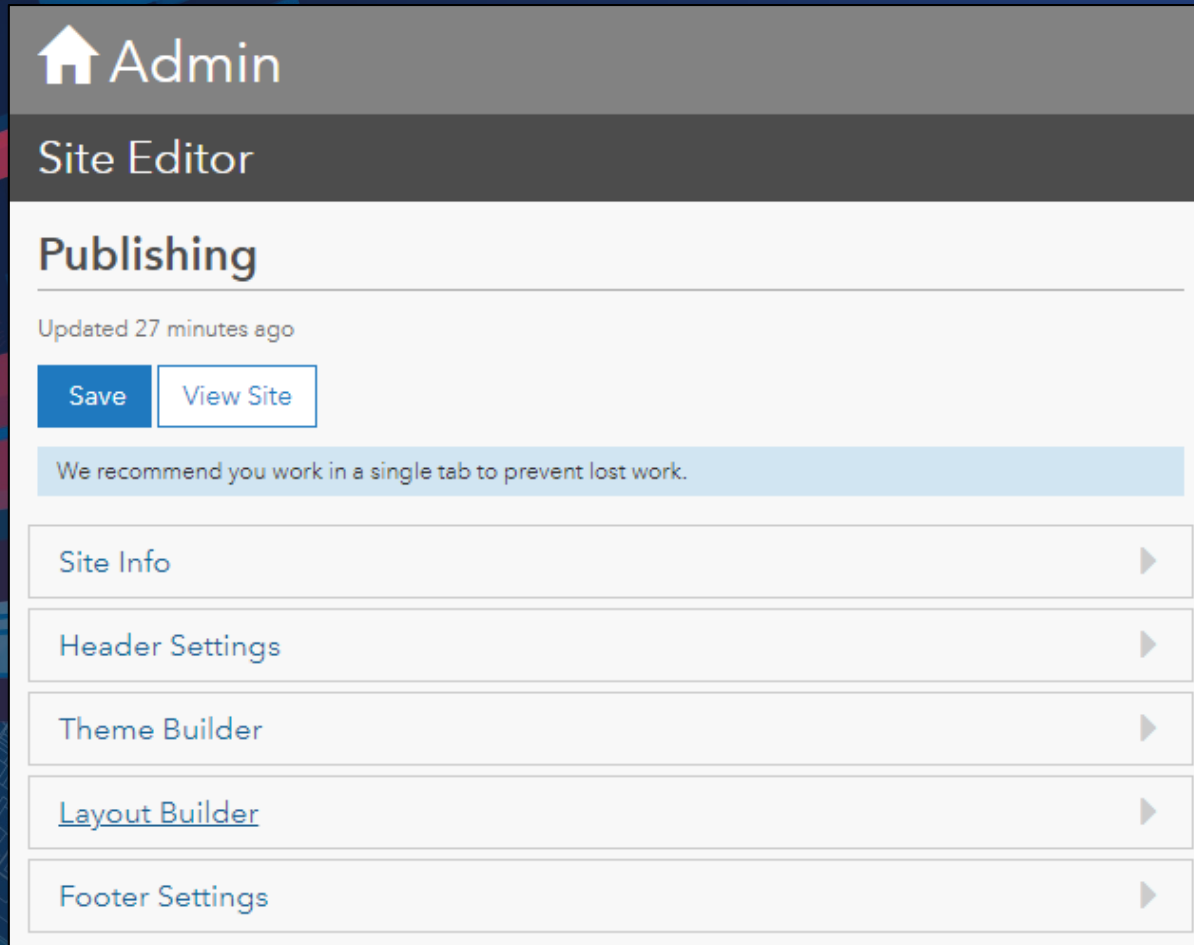 Admin
Site Editor
Publishing
Updated 27 minutes ago
Save View Site
We recommend you work in a single tab to prevent lost work.
Site Info
Header Settings
Theme Builder
Layout Builder
Footer Settings